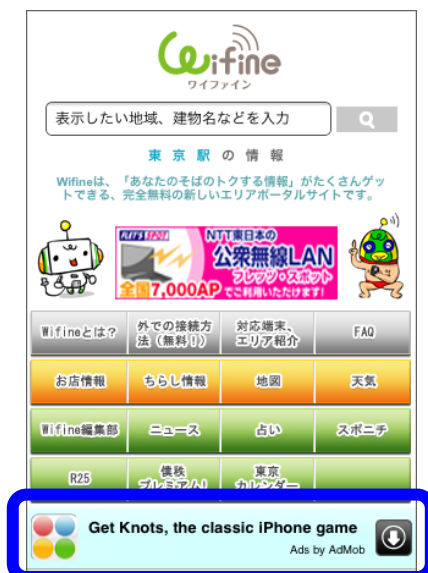 Wifine
ワイファイン
表示したい地域、建物名などを入力
東京駅の情報
Wifineは、「あなたのそばのトクする情報」がたくさんゲッ
トできる、完全無料の新しいエリアポータルサイトです。
FLET'S SPOT
NTT東日本の
公衆無線LAN
フレッツ・スポット
全国7,000AP
でご利用いただけます!
Wifineとは?
外での接続方
法(無料!)
対応端末、
エリア紹介
FAQ
お店情報
ちらし情報
地図
天気
Wifine編集部
ニュース
占い
スポニチ
R25
僕秩
プレミアム!
東京
カレンダー
Get Knots, the classic iPhone game
Ads by AdMob